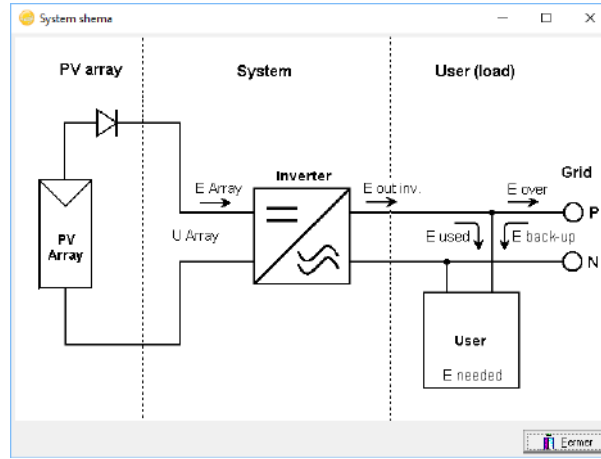 System shema
PV array
System
User (load)
Inverter
E Array
E out inv.
E over
Grid
P
PV
Array
U Array
E used
E back-up
N
User
E needed
Fermer